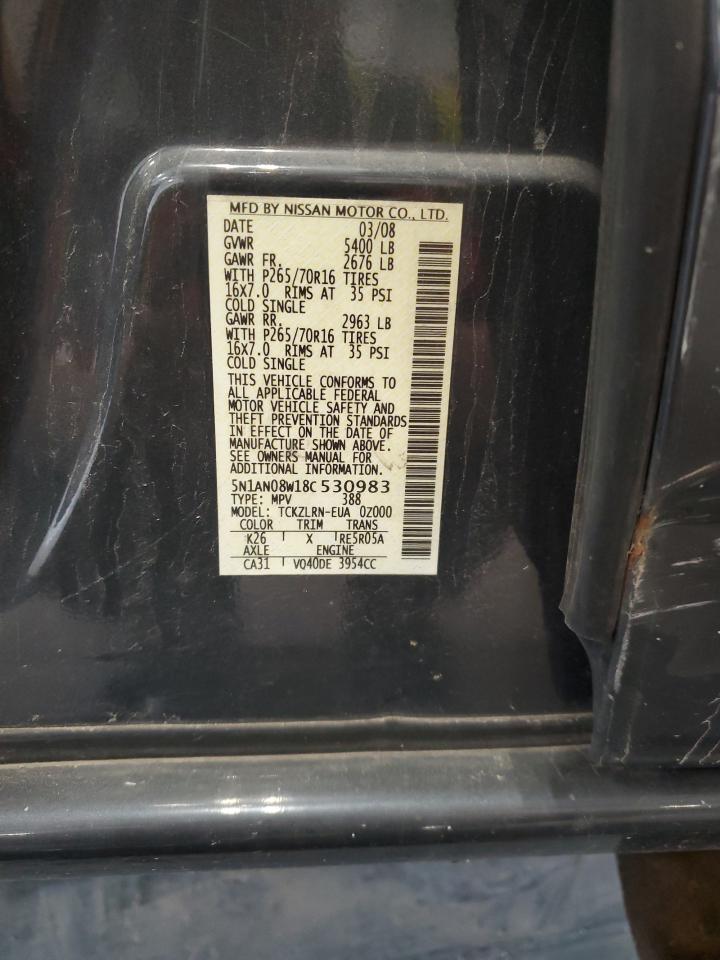 MFD BY NISSAN MOTOR CO., LTD.
DATE 03/08
GVWR 5400 LB
GAWR FR. 2676 LB
WITH P265/70R16 TIRES
16X7.0 RIMS AT 35 PSI
COLD SINGLE
GAWR RR. 2963 LB
WITH P265/70R16 TIRES
16X7.0 RIMS AT 35 PSI
COLD SINGLE
THIS VEHICLE CONFORMS TO
ALL APPLICABLE FEDERAL
MOTOR VEHICLE SAFETY AND
THEFT PREVENTION STANDARDS
IN EFFECT ON THE DATE OF
MANUFACTURE SHOWN ABOVE.
SEE OWNERS MANUAL FOR
ADDITIONAL INFORMATION.
5N1AN08W18C530983
TYPE: MPV 388
MODEL: TCKZLRN-EUA 0Z000
COLOR TRIM TRANS
K26 X RE5R05A
AXLE ENGINE
CA31 VQ40DE 3954CC